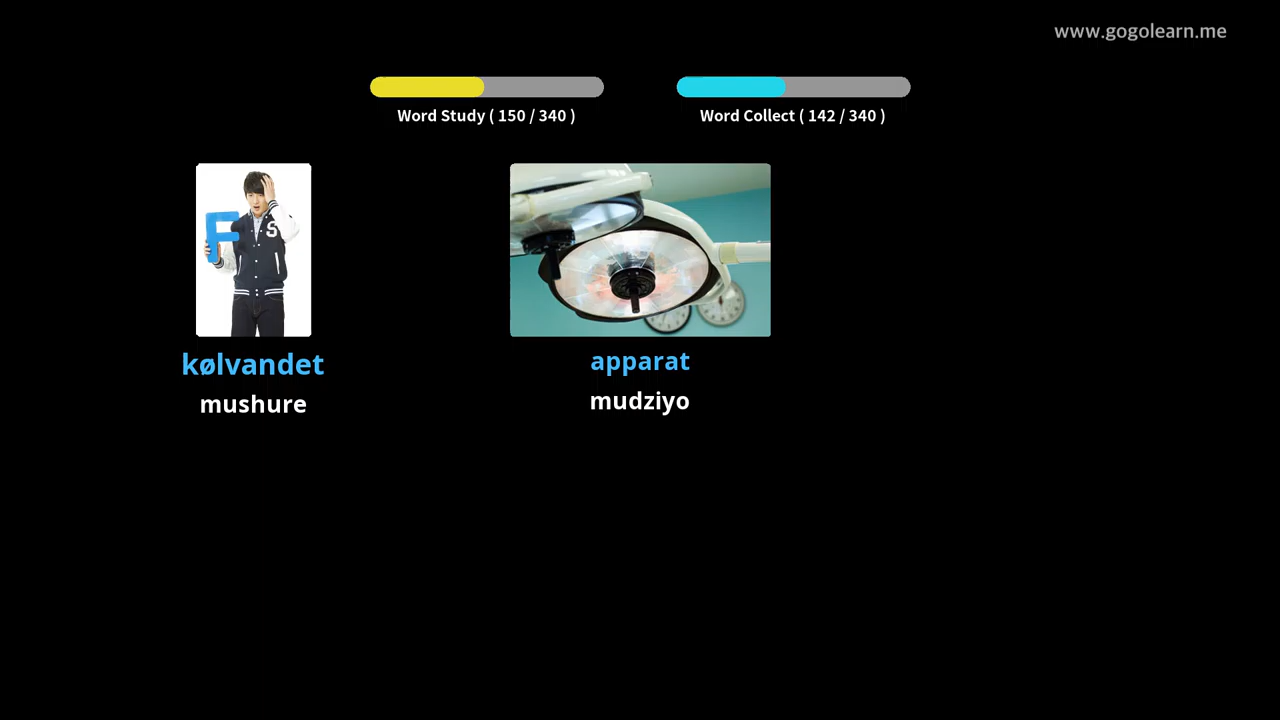 www.gogolearn.me
Word Study ( 150 / 340 )
Word Collect ( 142 / 340 )
F
S
kølvandet
mushure
apparat
mudziyo